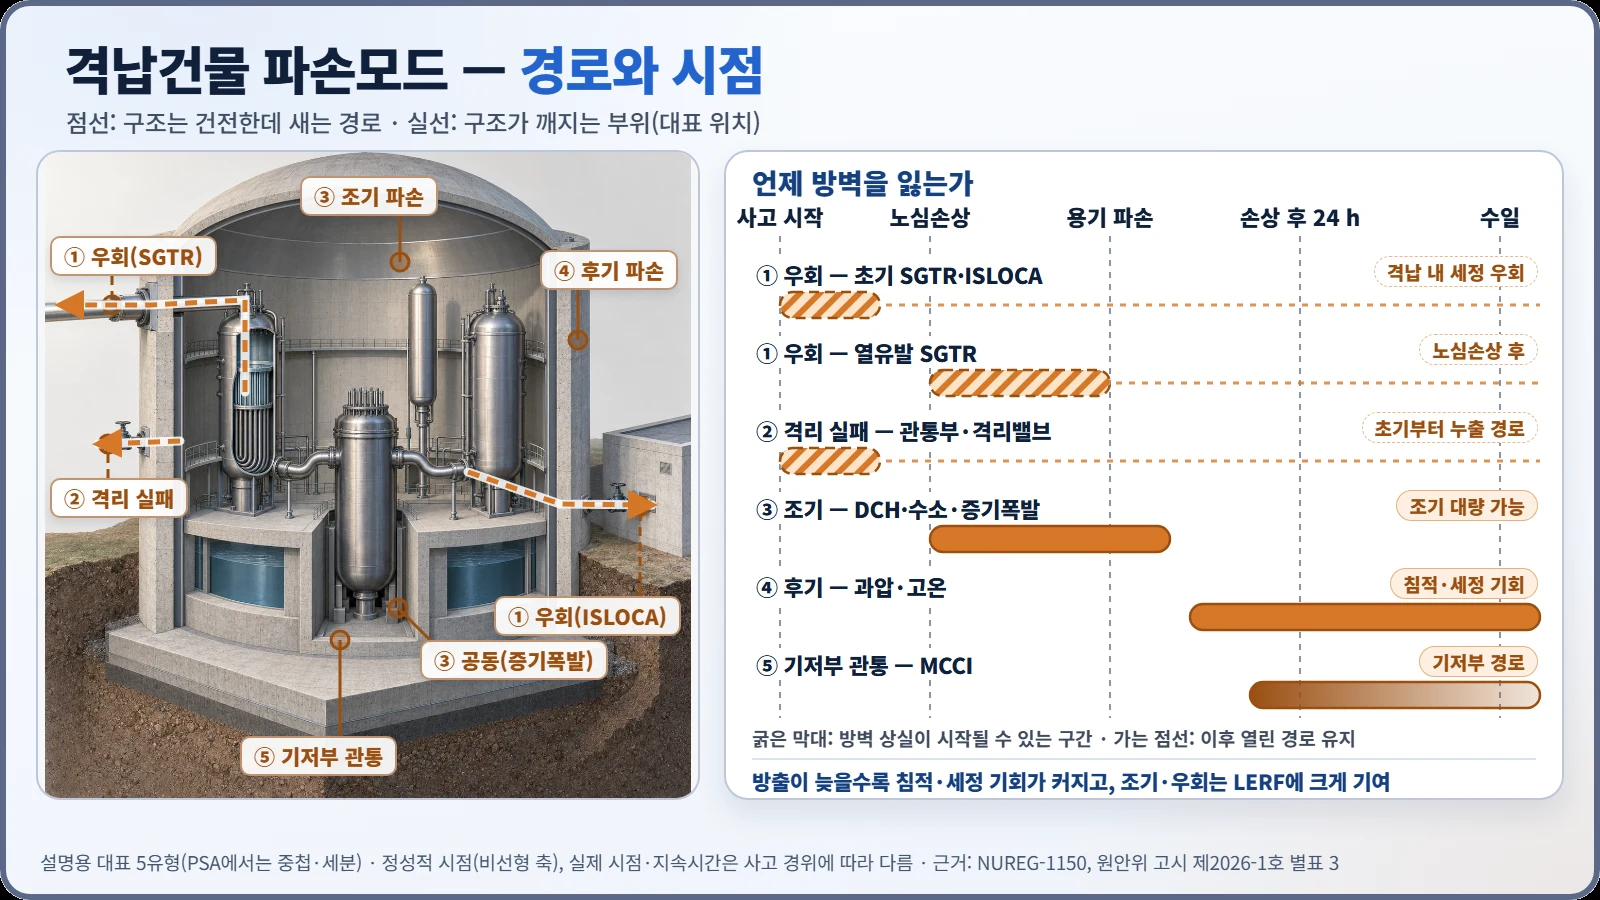 격납건물 파손모드 — 경로와 시점
점선: 구조는 건전한데 새는 경로 · 실선: 구조가 깨지는 부위(대표 위치)
③ 조기 파손
① 우회(SGTR)
④ 후기 파손
② 격리 실패
① 우회(ISLOCA)
③ 공동(증기폭발)
⑤ 기저부 관통
언제 방벽을 잃는가
사고 시작 노심손상 용기 파손 손상 후 24 h 수일
① 우회 — 초기 SGTR·ISLOCA 격납 내 세정 우회
① 우회 — 열유발 SGTR 노심손상 후
② 격리 실패 — 관통부·격리밸브 초기부터 누출 경로
③ 조기 — DCH·수소·증기폭발 조기 대량 가능
④ 후기 — 과압·고온 침적·세정 기회
⑤ 기저부 관통 — MCCI 기저부 경로
굵은 막대: 방벽 상실이 시작될 수 있는 구간 · 가는 점선: 이후 열린 경로 유지
방출이 늦을수록 침적·세정 기회가 커지고, 조기·우회는 LERF에 크게 기여
설명용 대표 5유형(PSA에서는 중첩·세분) · 정성적 시점(비선형 축), 실제 시점·지속시간은 사고 경위에 따라 다름 · 근거: NUREG-1150, 원안위 고시 제2026-1호 별표 3